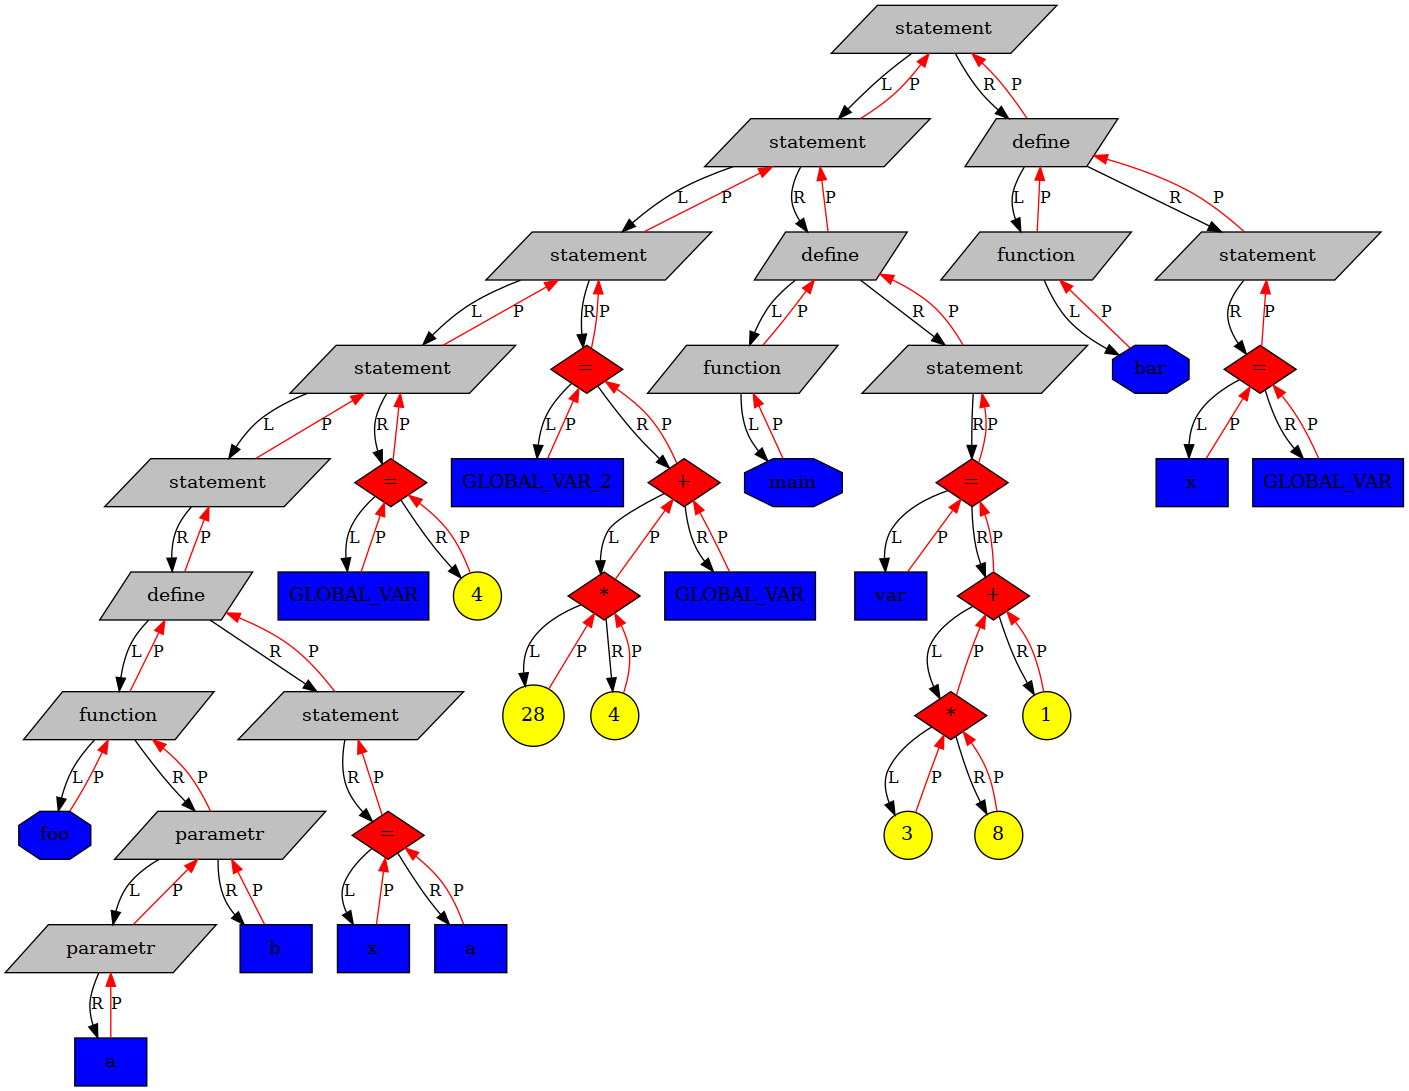 statement
L P R P
statement define
L P R P L P R P
statement define function statement
L P R P L P R P L P R P
statement = function statement bar =
L P R P L P R P L P R P L P R P
statement = GLOBAL_VAR_2 + main = x GLOBAL_VAR
R P L P R P L P R P L P R P
define GLOBAL_VAR 4 * GLOBAL_VAR var +
L P R P L P R P L P R P
function statement 28 4 * 1
L P R P R P L P R P
foo parametr = 3 8
L P R P L P R P
parametr b x a
R P
a